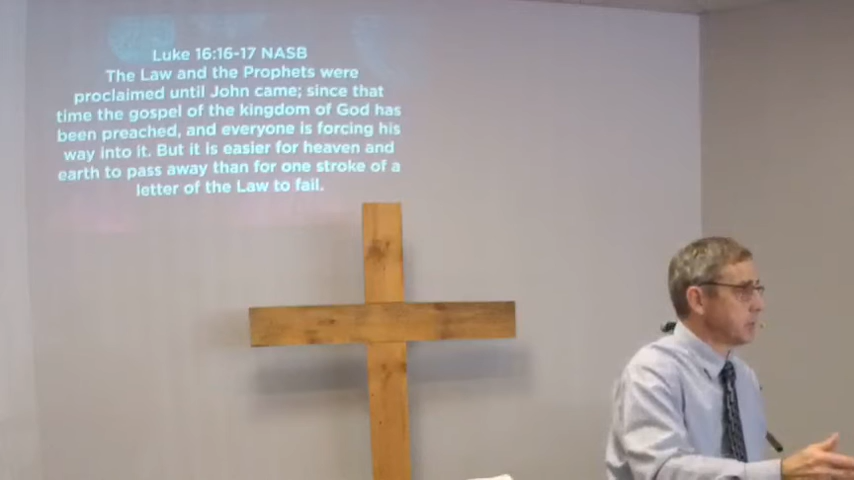 Luke 16:16-17 NASB
The Law and the Prophets were
proclaimed until John came; since that
time the gospel of the kingdom of God has
been preached, and everyone is forcing his
way into it. But it is easier for heaven and
earth to pass away than for one stroke of a
letter of the Law to fail.